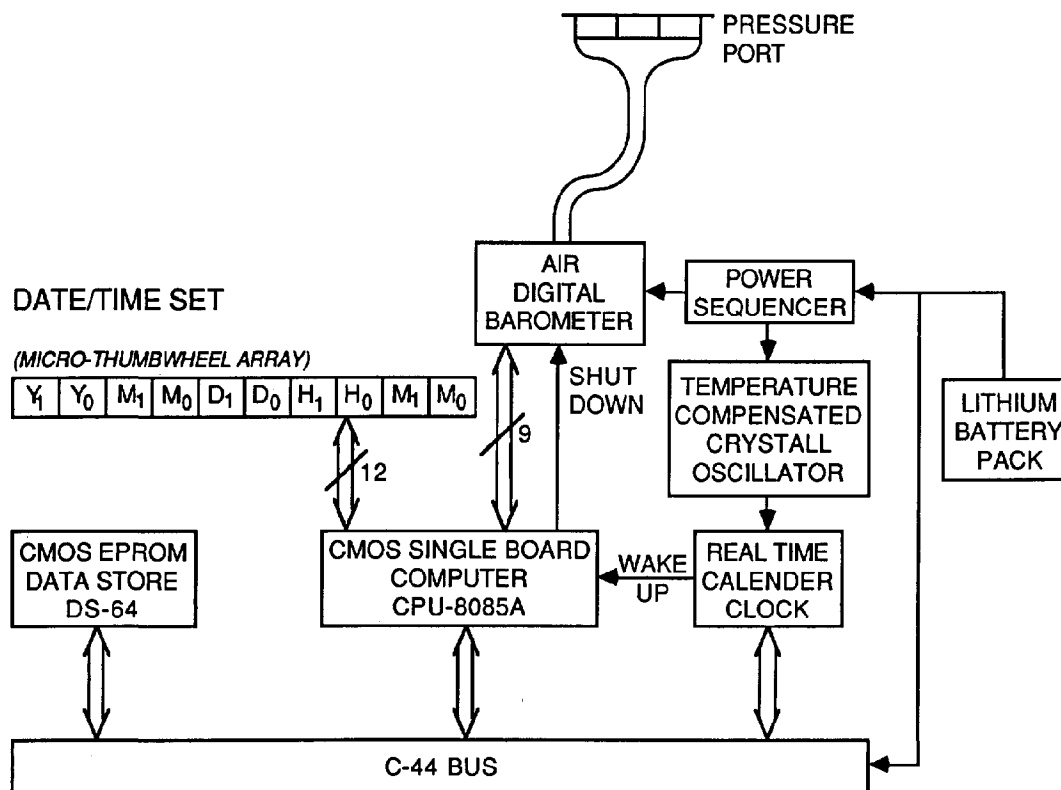 PRESSURE
PORT
AIR
DIGITAL
BAROMETER
POWER
SEQUENCER
DATE/TIME SET
(MICRO-THUMBWHEEL ARRAY)
Y1 Y0 M1 M0 D1 D0 H1 H0 M1 M0
SHUT
DOWN
TEMPERATURE
COMPENSATED
CRYSTALL
OSCILLATOR
LITHIUM
BATTERY
PACK
9
12
CMOS EPROM
DATA STORE
DS-64
CMOS SINGLE BOARD
COMPUTER
CPU-8085A
WAKE
UP
REAL TIME
CALENDER
CLOCK
C-44 BUS